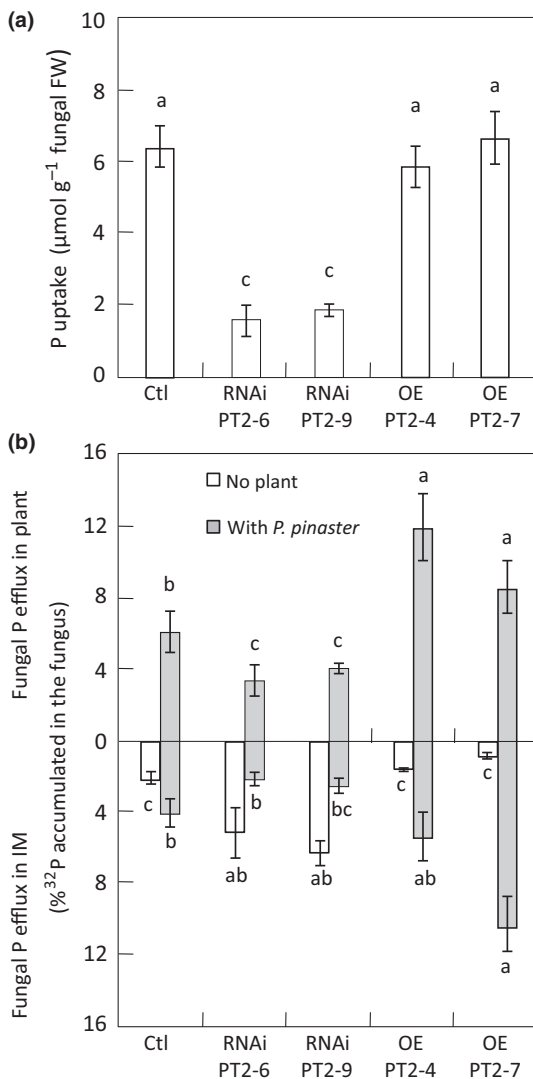 (a)
10
8
6
4
2
0
P uptake (µmol g⁻¹ fungal FW)
a
c
c
a
a
Ctl
RNAi PT2-6
RNAi PT2-9
OE PT2-4
OE PT2-7
(b)
16
12
8
4
0
4
8
12
16
Fungal P efflux in plant
Fungal P efflux in IM
(%³²P accumulated in the fungus)
No plant
With P. pinaster
b
c
c
a
a
c
b
ab
b
ab
bc
c
ab
c
a
Ctl
RNAi PT2-6
RNAi PT2-9
OE PT2-4
OE PT2-7